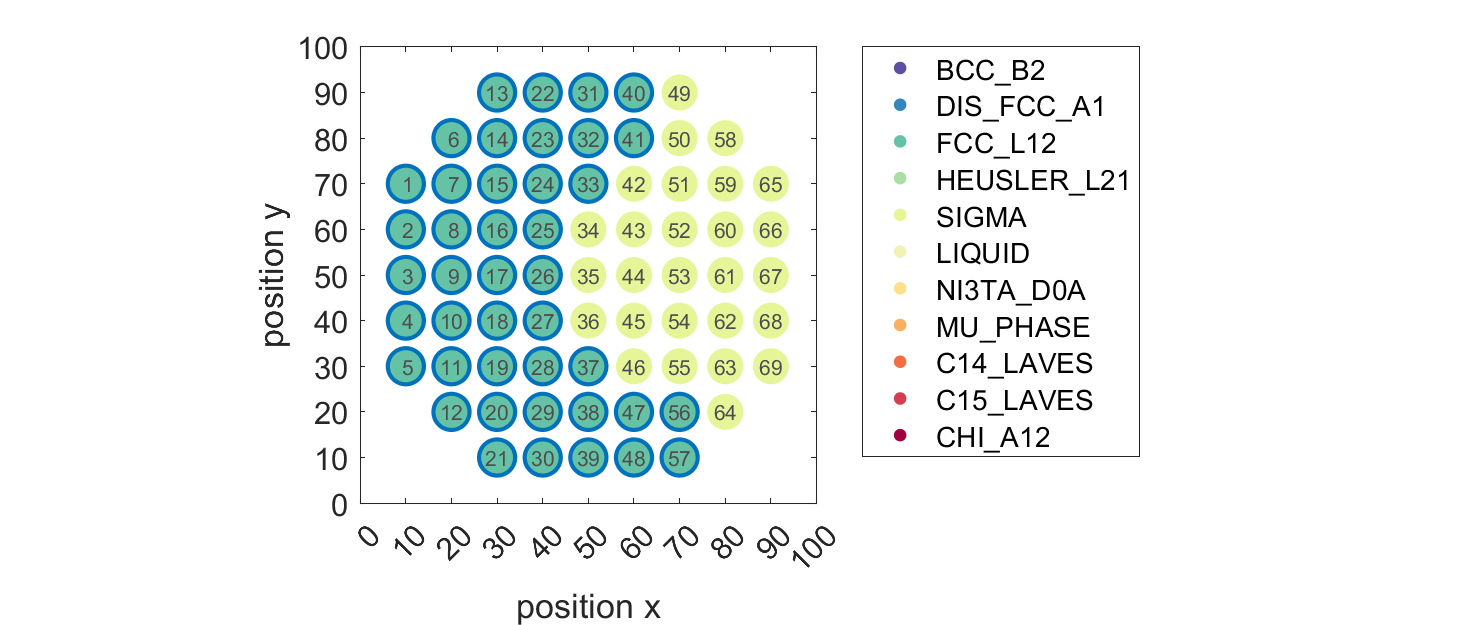 100
90
80
70
60
50
40
30
20
10
0
position y
13 22 31 40 49
6 14 23 32 41 50 58
1 7 15 24 33 42 51 59 65
2 8 16 25 34 43 52 60 66
3 9 17 26 35 44 53 61 67
4 10 18 27 36 45 54 62 68
5 11 19 28 37 46 55 63 69
12 20 29 38 47 56 64
21 30 39 48 57
0 10 20 30 40 50 60 70 80 90 100
position x
BCC_B2
DIS_FCC_A1
FCC_L12
HEUSLER_L21
SIGMA
LIQUID
NI3TA_D0A
MU_PHASE
C14_LAVES
C15_LAVES
CHI_A12